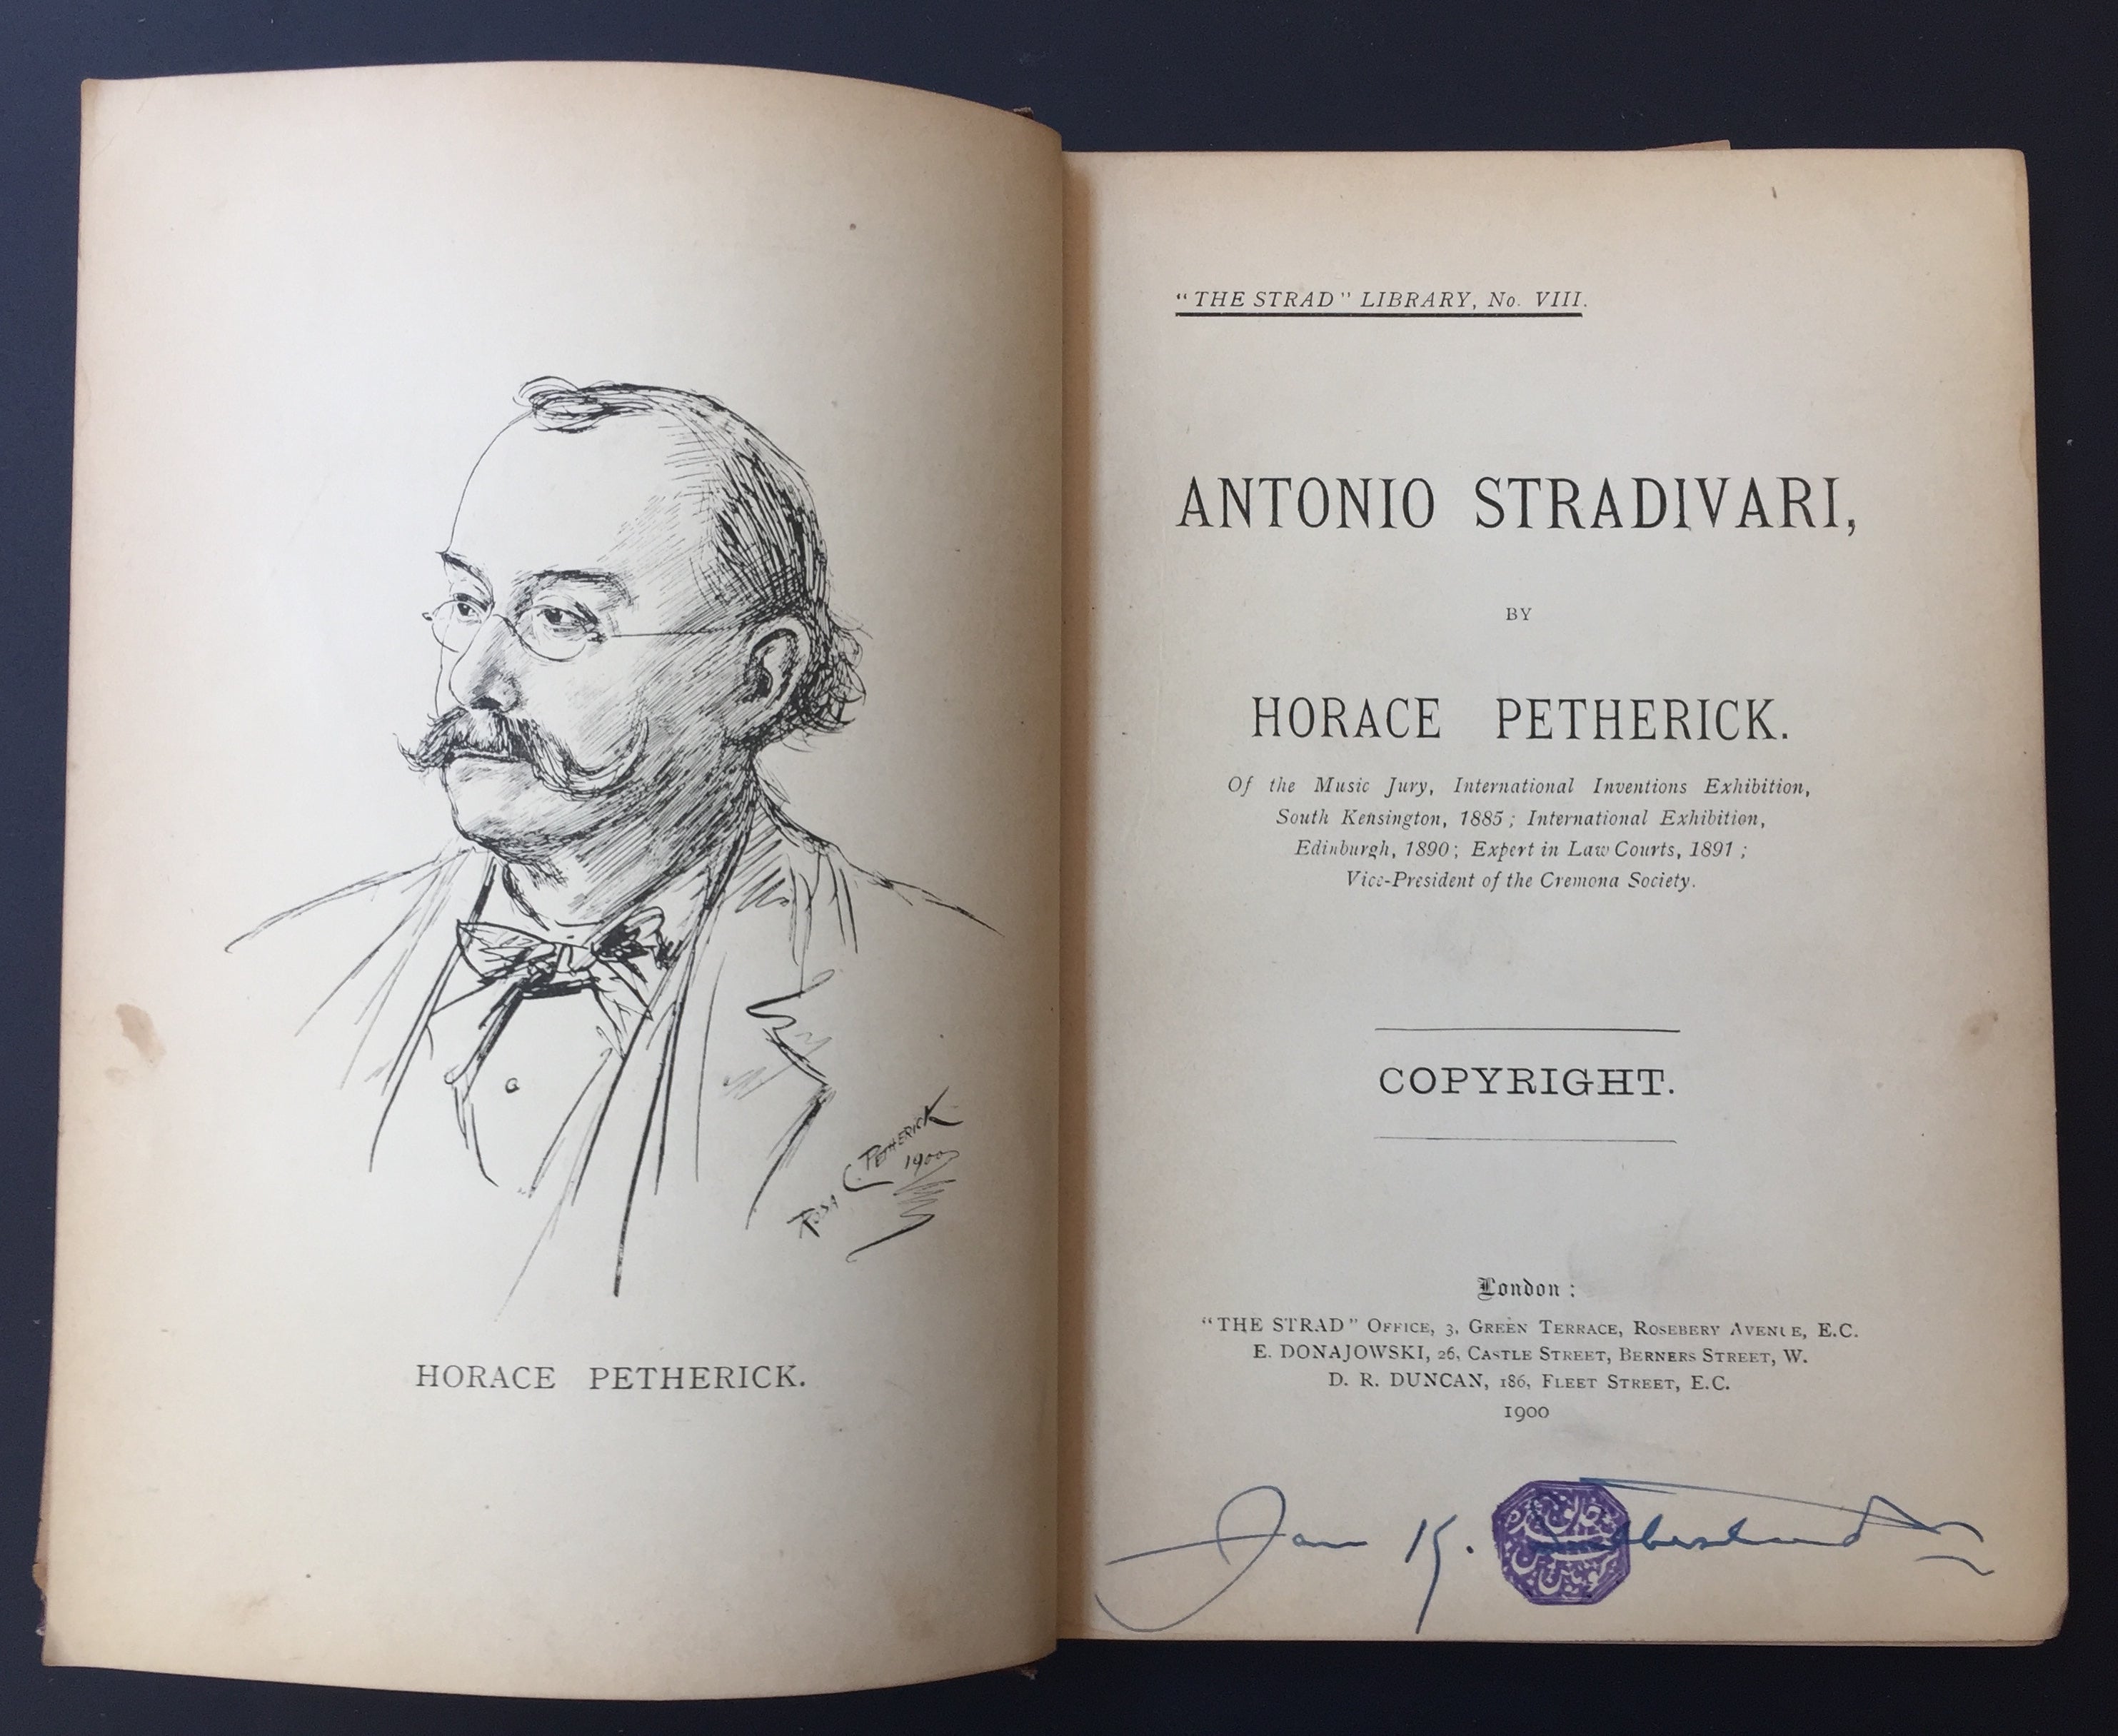 ROSA C. PETHERICK
1900
HORACE PETHERICK.
"THE STRAD" LIBRARY, No. VIII.
ANTONIO STRADIVARI,
BY
HORACE PETHERICK.
Of the Music Jury, International Inventions Exhibition,
South Kensington, 1885; International Exhibition,
Edinburgh, 1890; Expert in Law Courts, 1891;
Vice-President of the Cremona Society.
COPYRIGHT.
London:
"THE STRAD" OFFICE, 3, GREEN TERRACE, ROSEBERY AVENUE, E.C.
E. DONAJOWSKI, 26, CASTLE STREET, BERNERS STREET, W.
D. R. DUNCAN, 186, FLEET STREET, E.C.
1900
K.